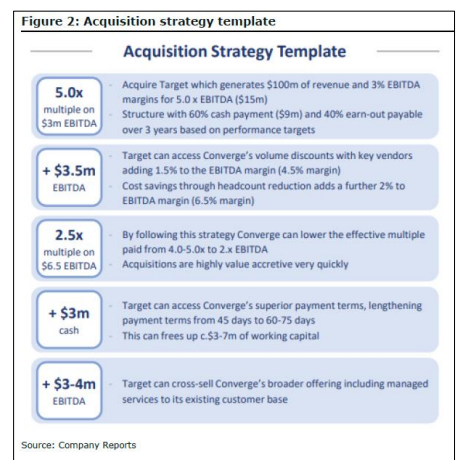 Figure 2: Acquisition strategy template
Acquisition Strategy Template
5.0x
multiple on
$3m EBITDA
- Acquire Target which generates $100m of revenue and 3% EBITDA
margins for 5.0 x EBITDA ($15m)
- Structure with 60% cash payment ($9m) and 40% earn-out payable
over 3 years based on performance targets
+ $3.5m
EBITDA
- Target can access Converge's volume discounts with key vendors
adding 1.5% to the EBITDA margin (4.5% margin)
- Cost savings through headcount reduction adds a further 2% to
EBITDA margin (6.5% margin)
2.5x
multiple on
$6.5 EBITDA
- By following this strategy Converge can lower the effective multiple
paid from 4.0-5.0x to 2.x EBITDA
- Acquisitions are highly value accretive very quickly
+ $3m
cash
- Target can access Converge's superior payment terms, lengthening
payment terms from 45 days to 60-75 days
- This can frees up c.$3-7m of working capital
+ $3-4m
EBITDA
- Target can cross-sell Converge's broader offering including managed
services to its existing customer base
Source: Company Reports